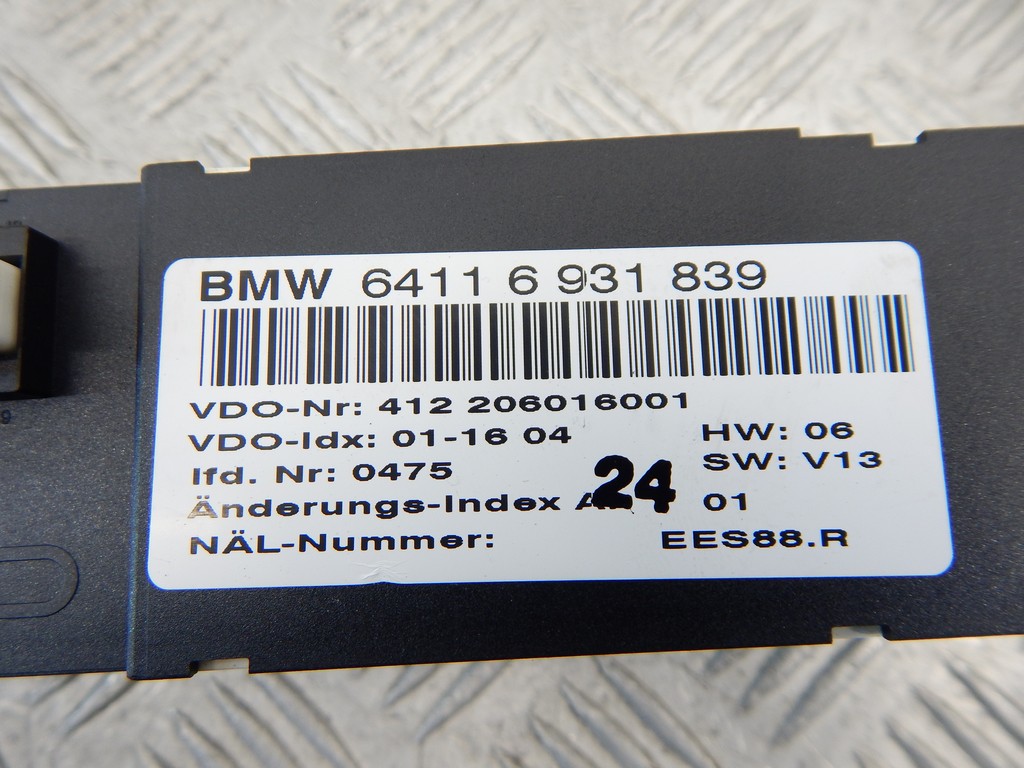 BMW 6411 6 931 839
VDO-Nr: 412 206016001
VDO-Idx: 01-16 04 HW: 06
lfd. Nr: 0475 SW: V13
Änderungs-Index 24 01
NÄL-Nummer: EES88.R